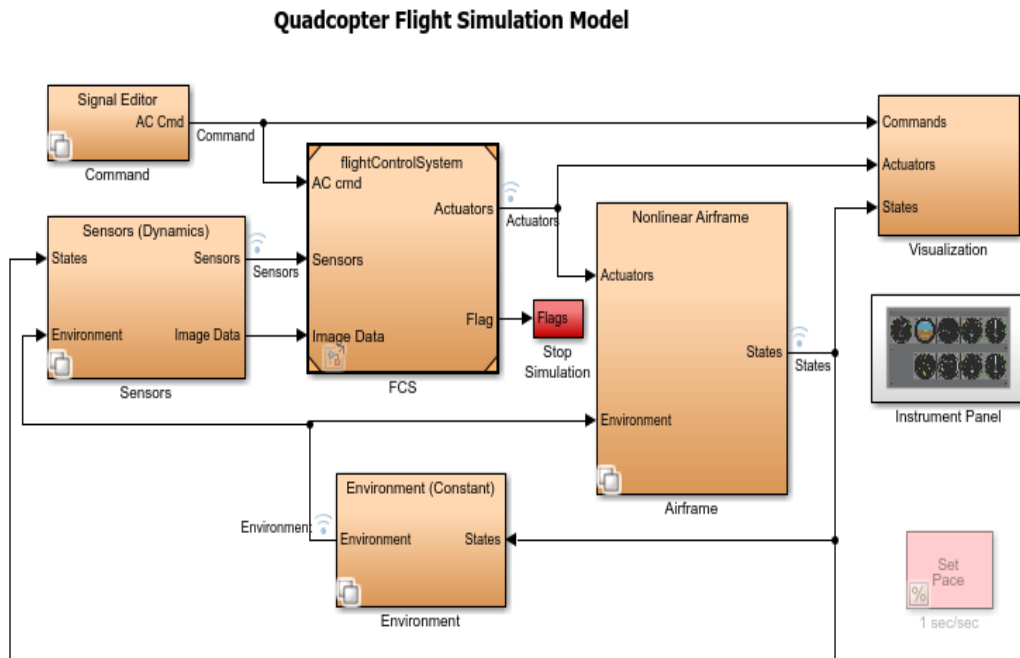 Quadcopter Flight Simulation Model
Signal Editor
AC Cmd
Command
Command
flightControlSystem
AC cmd
Actuators
Sensors
Flag
Image Data
FCS
Actuators
Commands
Actuators
States
Visualization
Sensors (Dynamics)
States
Sensors
Environment
Image Data
Sensors
Sensors
Nonlinear Airframe
Actuators
States
Environment
Airframe
States
Flags
Stop
Simulation
Instrument Panel
Environment (Constant)
Environment
States
Environment
Environment
Set
Pace
%
1 sec/sec